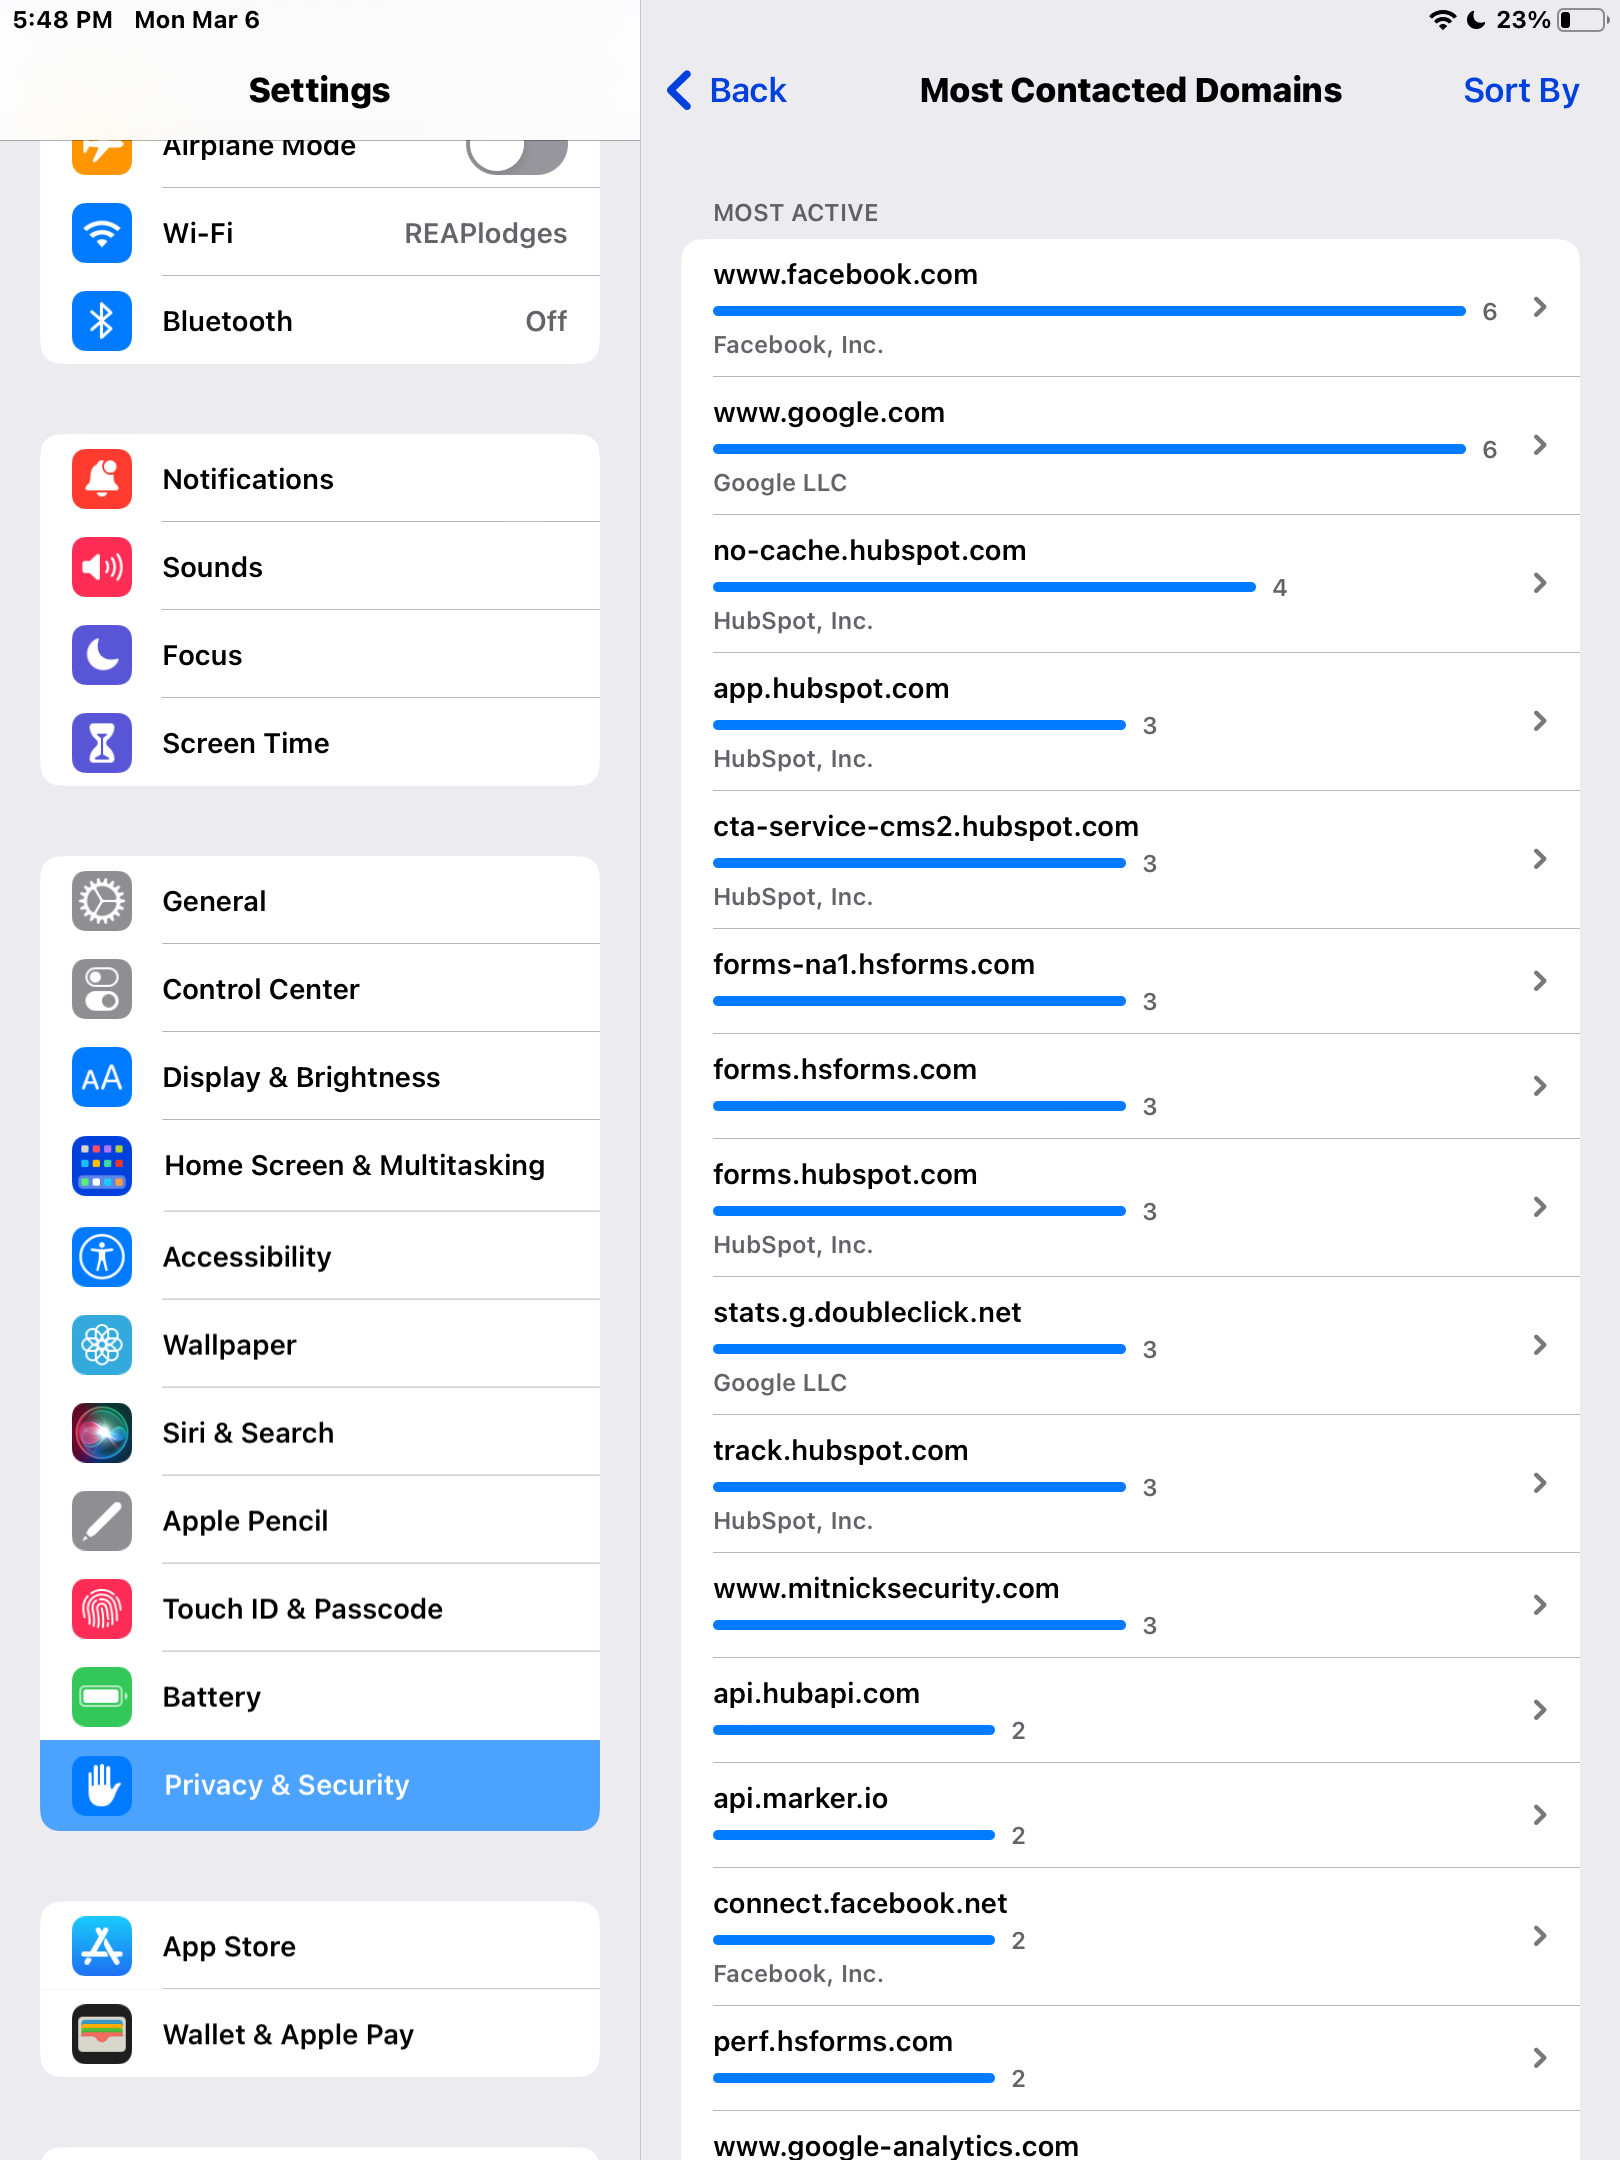 5:48 PM Mon Mar 6
23%
Settings
Airplane Mode
Wi-Fi REAPlodges
Bluetooth Off
Notifications
Sounds
Focus
Screen Time
General
Control Center
AA Display & Brightness
Home Screen & Multitasking
Accessibility
Wallpaper
Siri & Search
Apple Pencil
Touch ID & Passcode
Battery
Privacy & Security
App Store
Wallet & Apple Pay
Back Most Contacted Domains Sort By
MOST ACTIVE
www.facebook.com
6
Facebook, Inc.
www.google.com
6
Google LLC
no-cache.hubspot.com
4
HubSpot, Inc.
app.hubspot.com
3
HubSpot, Inc.
cta-service-cms2.hubspot.com
3
HubSpot, Inc.
forms-na1.hsforms.com
3
forms.hsforms.com
3
forms.hubspot.com
3
HubSpot, Inc.
stats.g.doubleclick.net
3
Google LLC
track.hubspot.com
3
HubSpot, Inc.
www.mitnicksecurity.com
3
api.hubapi.com
2
api.marker.io
2
connect.facebook.net
2
Facebook, Inc.
perf.hsforms.com
2
www.google-analytics.com